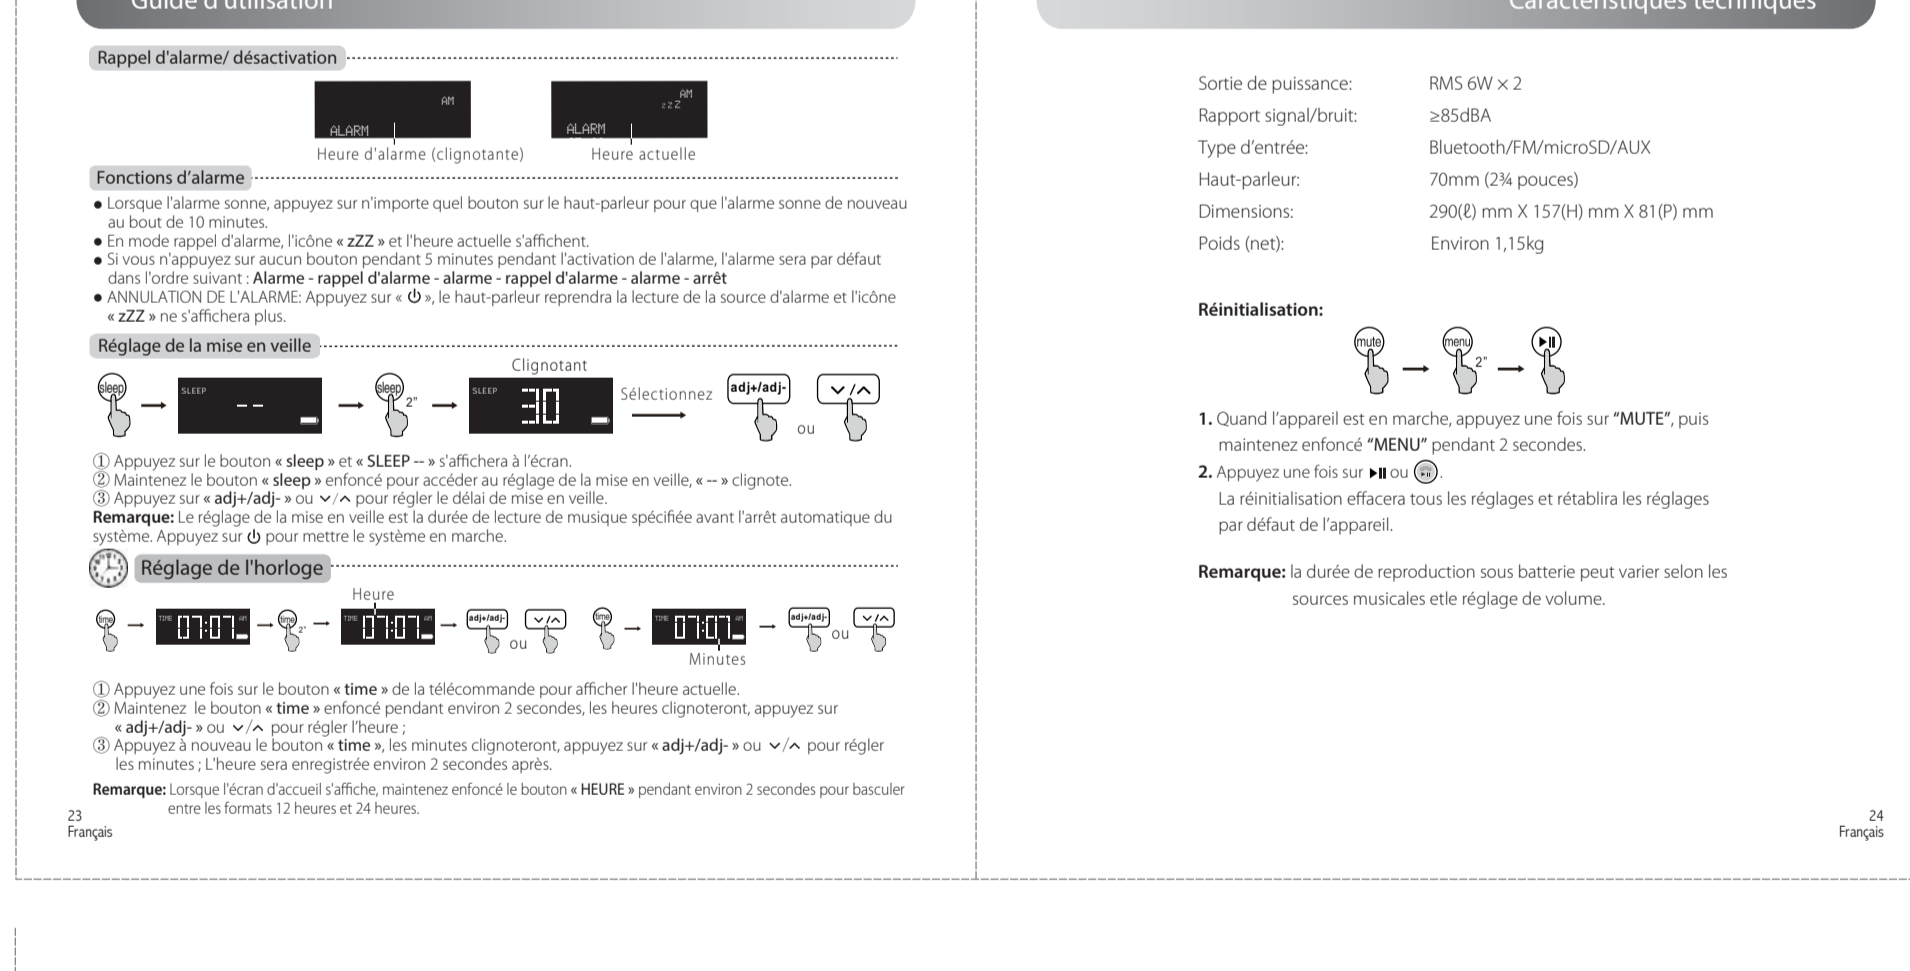 Guide d'utilisation
Rappel d'alarme/ désactivation
AM
ALARM
AM
zzZ
ALARM
Heure d'alarme (clignotante)
Heure actuelle
Fonctions d’alarme
● Lorsque l'alarme sonne, appuyez sur n'importe quel bouton sur le haut-parleur pour que l'alarme sonne de nouveau
au bout de 10 minutes.
● En mode rappel d'alarme, l'icône « zZZ » et l'heure actuelle s'affichent.
● Si vous n'appuyez sur aucun bouton pendant 5 minutes pendant l'activation de l'alarme, l'alarme sera par défaut
dans l'ordre suivant : Alarme - rappel d'alarme - alarme - rappel d'alarme - alarme - arrêt
● ANNULATION DE L'ALARME: Appuyez sur « ⏻ », le haut-parleur reprendra la lecture de la source d'alarme et l'icône
« zZZ » ne s'affichera plus.
Réglage de la mise en veille
Clignotant
sleep
SLEEP
--
sleep
2"
SLEEP
30
Sélectionnez
adj+/adj-
ou
① Appuyez sur le bouton « sleep » et « SLEEP -- » s'affichera à l’écran.
② Maintenez le bouton « sleep » enfoncé pour accéder au réglage de la mise en veille, « -- » clignote.
③ Appuyez sur « adj+/adj- » ou ∨/∧ pour régler le délai de mise en veille.
Remarque: Le réglage de la mise en veille est la durée de lecture de musique spécifiée avant l'arrêt automatique du
système. Appuyez sur ⏻ pour mettre le système en marche.
Réglage de l'horloge
Heure
time
TIME 07:07 AM
time
2"
TIME 07:07 AM
adj+/adj-
ou
time
TIME 07:07 AM
adj+/adj-
ou
Minutes
① Appuyez une fois sur le bouton « time » de la télécommande pour afficher l'heure actuelle.
② Maintenez le bouton « time » enfoncé pendant environ 2 secondes, les heures clignoteront, appuyez sur
« adj+/adj- » ou ∨/∧ pour régler l’heure ;
③ Appuyez à nouveau le bouton « time », les minutes clignoteront, appuyez sur « adj+/adj- » ou ∨/∧ pour régler
les minutes ; L'heure sera enregistrée environ 2 secondes après.
Remarque: Lorsque l'écran d'accueil s'affiche, maintenez enfoncé le bouton « HEURE » pendant environ 2 secondes pour basculer
entre les formats 12 heures et 24 heures.
23
Français
Caractéristiques techniques
Sortie de puissance: RMS 6W × 2
Rapport signal/bruit: ≥85dBA
Type d’entrée: Bluetooth/FM/microSD/AUX
Haut-parleur: 70mm (2¾ pouces)
Dimensions: 290(ℓ) mm X 157(H) mm X 81(P) mm
Poids (net): Environ 1,15kg
Réinitialisation:
mute
menu
2"
1. Quand l’appareil est en marche, appuyez une fois sur “MUTE”, puis
maintenez enfoncé “MENU” pendant 2 secondes.
2. Appuyez une fois sur ⏯ ou ⏯.
La réinitialisation effacera tous les réglages et rétablira les réglages
par défaut de l’appareil.
Remarque: la durée de reproduction sous batterie peut varier selon les
sources musicales etle réglage de volume.
24
Français